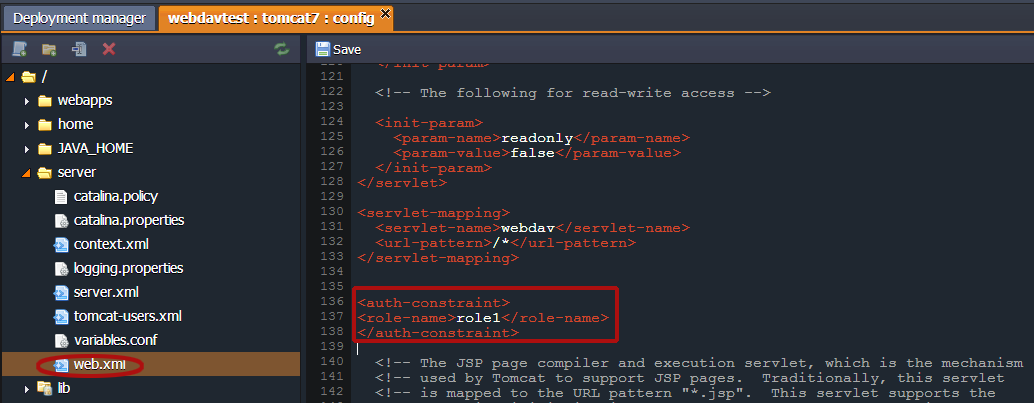 Deployment manager
webdavtest : tomcat7 : config
Save
/
webapps
home
JAVA_HOME
server
catalina.policy
catalina.properties
context.xml
logging.properties
server.xml
tomcat-users.xml
variables.conf
web.xml
lib
120 </init-param>
121
122 <!-- The following for read-write access -->
123
124 <init-param>
125 <param-name>readonly</param-name>
126 <param-value>false</param-value>
127 </init-param>
128 </servlet>
129
130 <servlet-mapping>
131 <servlet-name>webdav</servlet-name>
132 <url-pattern>/*</url-pattern>
133 </servlet-mapping>
134
135
136 <auth-constraint>
137 <role-name>role1</role-name>
138 </auth-constraint>
139
140 <!-- The JSP page compiler and execution servlet, which is the mechanism
141 <!-- used by Tomcat to support JSP pages. Traditionally, this servlet
142 <!-- is mapped to the URL pattern "*.jsp". This servlet supports the